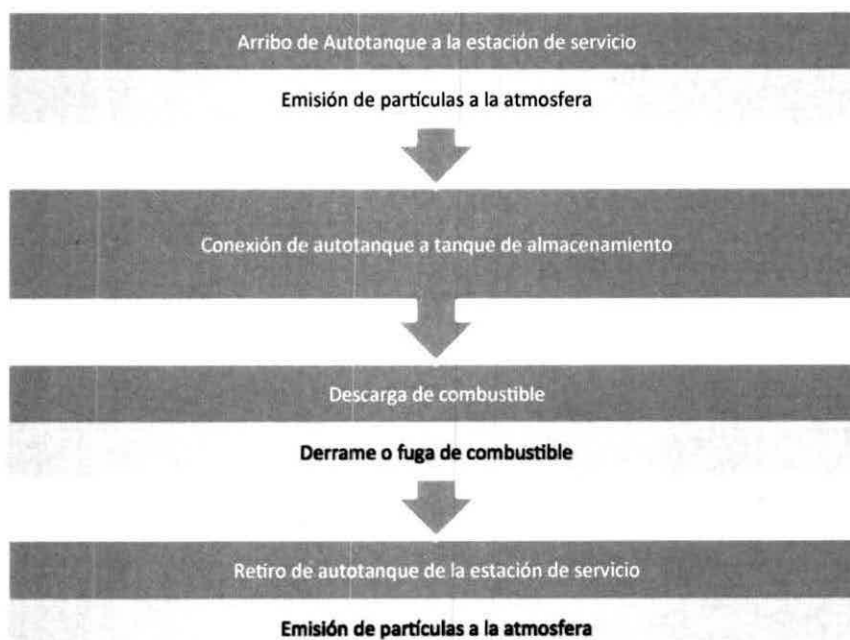 Arribo de Autotanque a la estación de servicio
Emisión de partículas a la atmosfera
Conexión de autotanque a tanque de almacenamiento
Descarga de combustible
Derrame o fuga de combustible
Retiro de autotanque de la estación de servicio
Emisión de partículas a la atmosfera